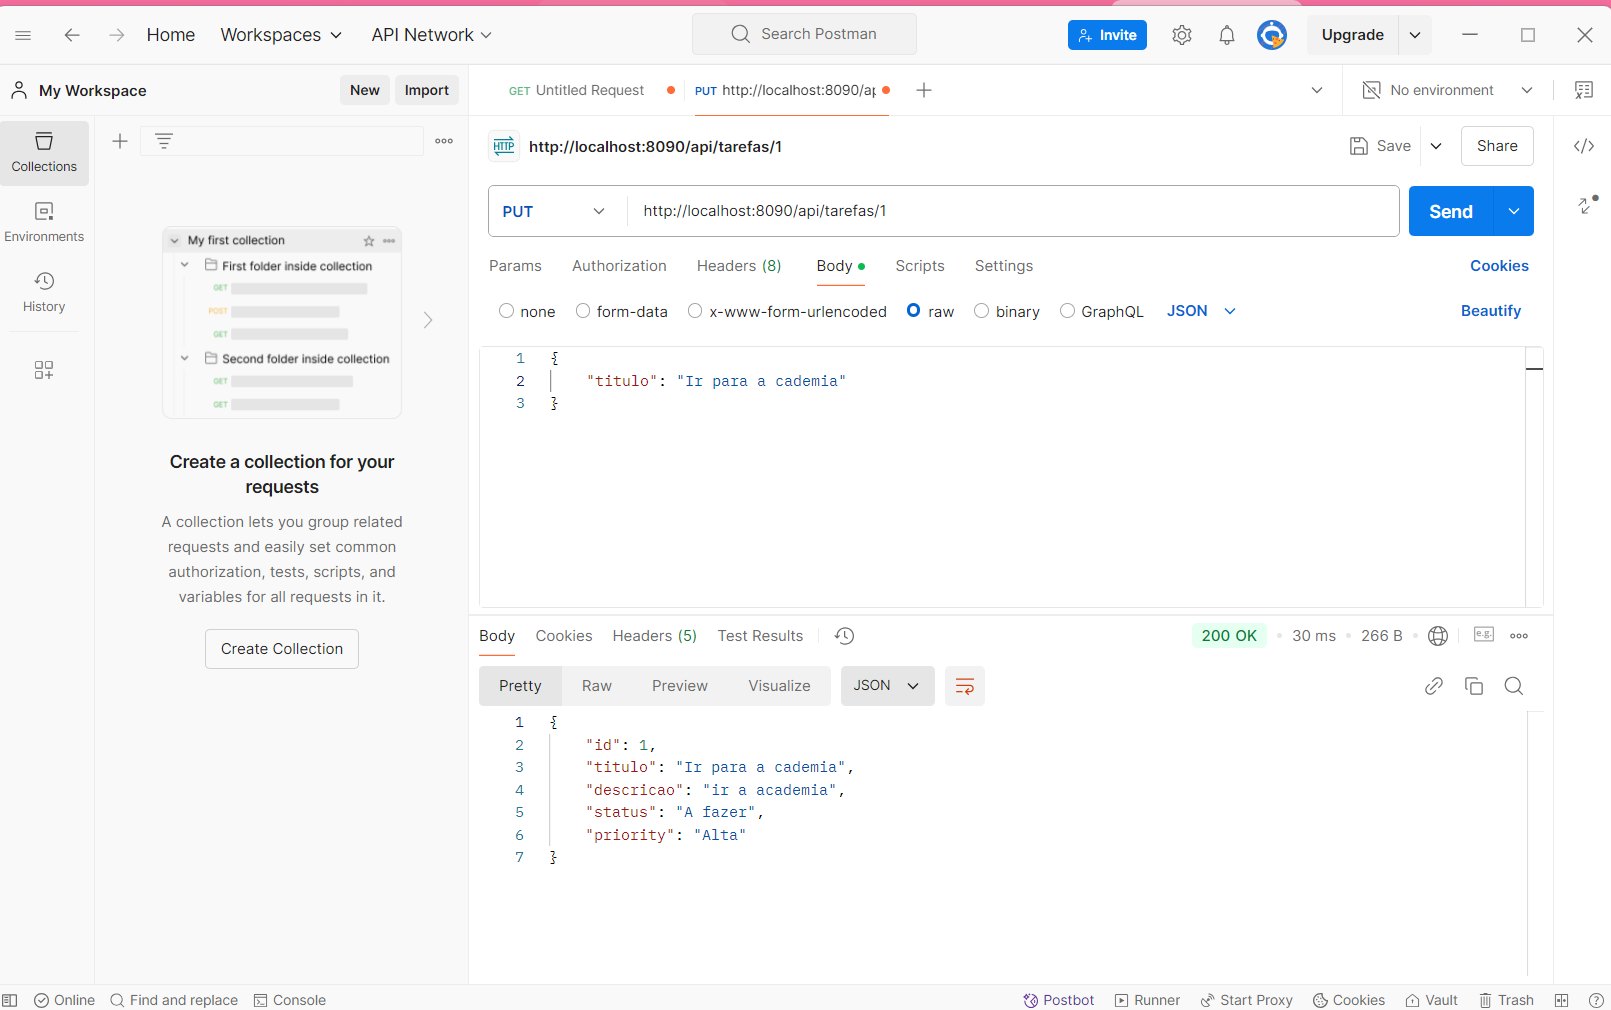 Home Workspaces API Network Search Postman Invite Upgrade
My Workspace New Import GET Untitled Request PUT http://localhost:8090/ap No environment
Collections
Environments
History
My first collection
First folder inside collection
GET
POST
GET
Second folder inside collection
GET
GET
Create a collection for your
requests
A collection lets you group related
requests and easily set common
authorization, tests, scripts, and
variables for all requests in it.
Create Collection
HTTP http://localhost:8090/api/tarefas/1 Save Share
PUT http://localhost:8090/api/tarefas/1 Send
Params Authorization Headers (8) Body Scripts Settings Cookies
none form-data x-www-form-urlencoded raw binary GraphQL JSON Beautify
1 {
2 "titulo": "Ir para a cademia"
3 }
Body Cookies Headers (5) Test Results 200 OK 30 ms 266 B e.g.
Pretty Raw Preview Visualize JSON
1 {
2 "id": 1,
3 "titulo": "Ir para a cademia",
4 "descricao": "ir a academia",
5 "status": "A fazer",
6 "priority": "Alta"
7 }
Online Find and replace Console Postbot Runner Start Proxy Cookies Vault Trash